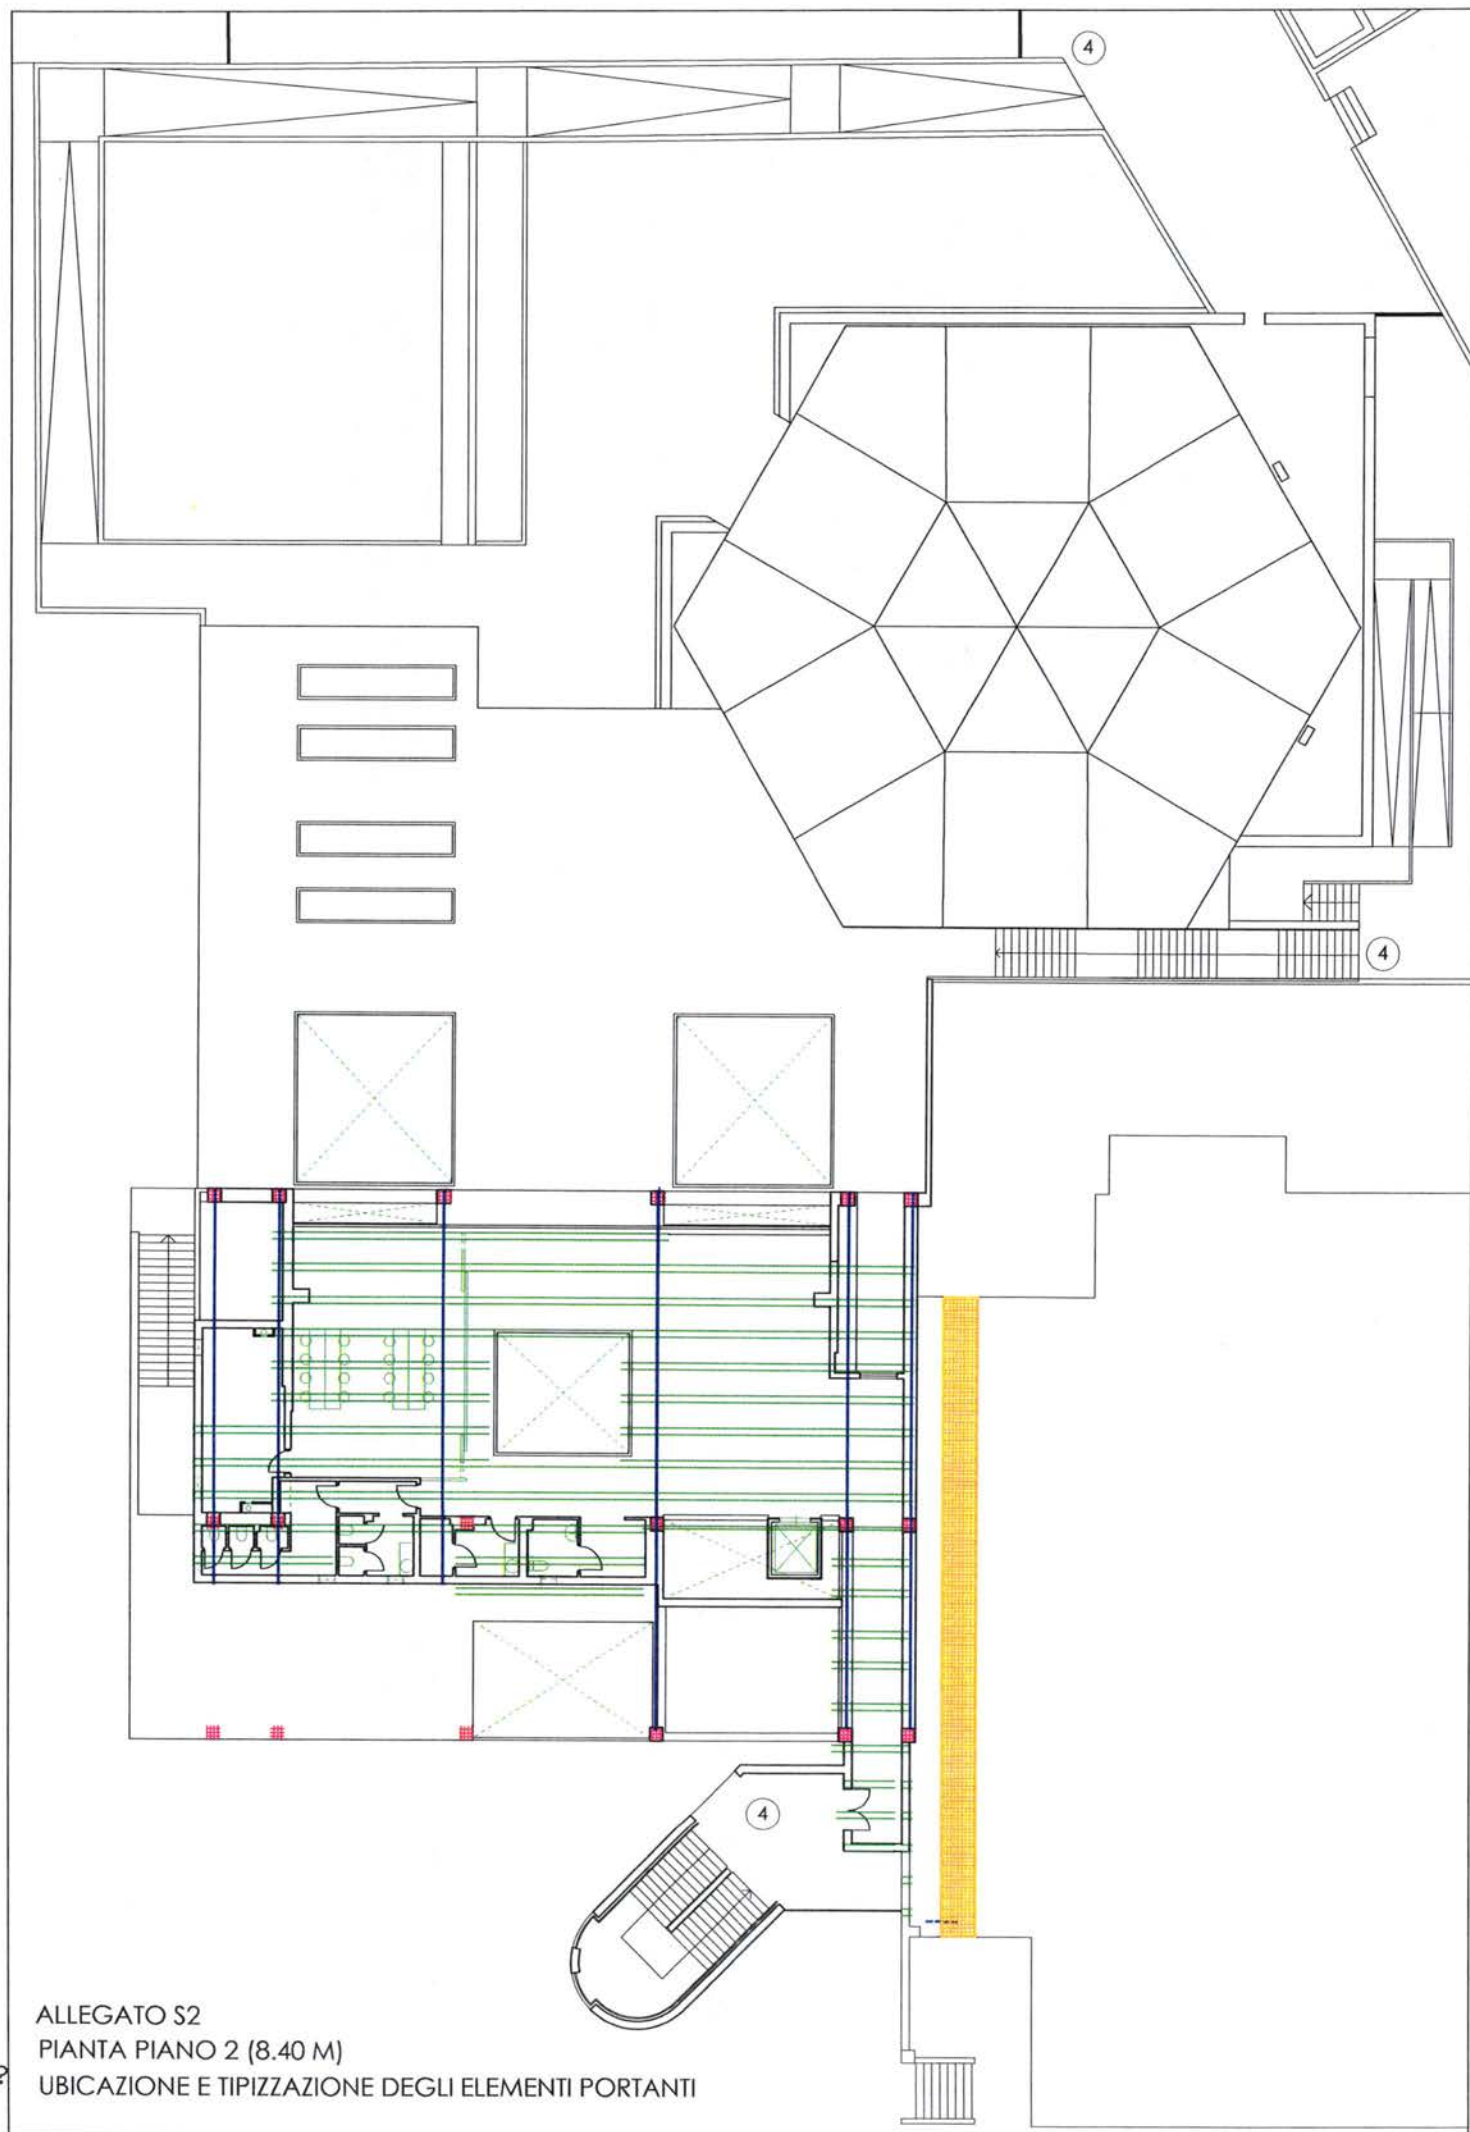 4
4
4
ALLEGATO S2
PIANTA PIANO 2 (8.40 M)
UBICAZIONE E TIPIZZAZIONE DEGLI ELEMENTI PORTANTI